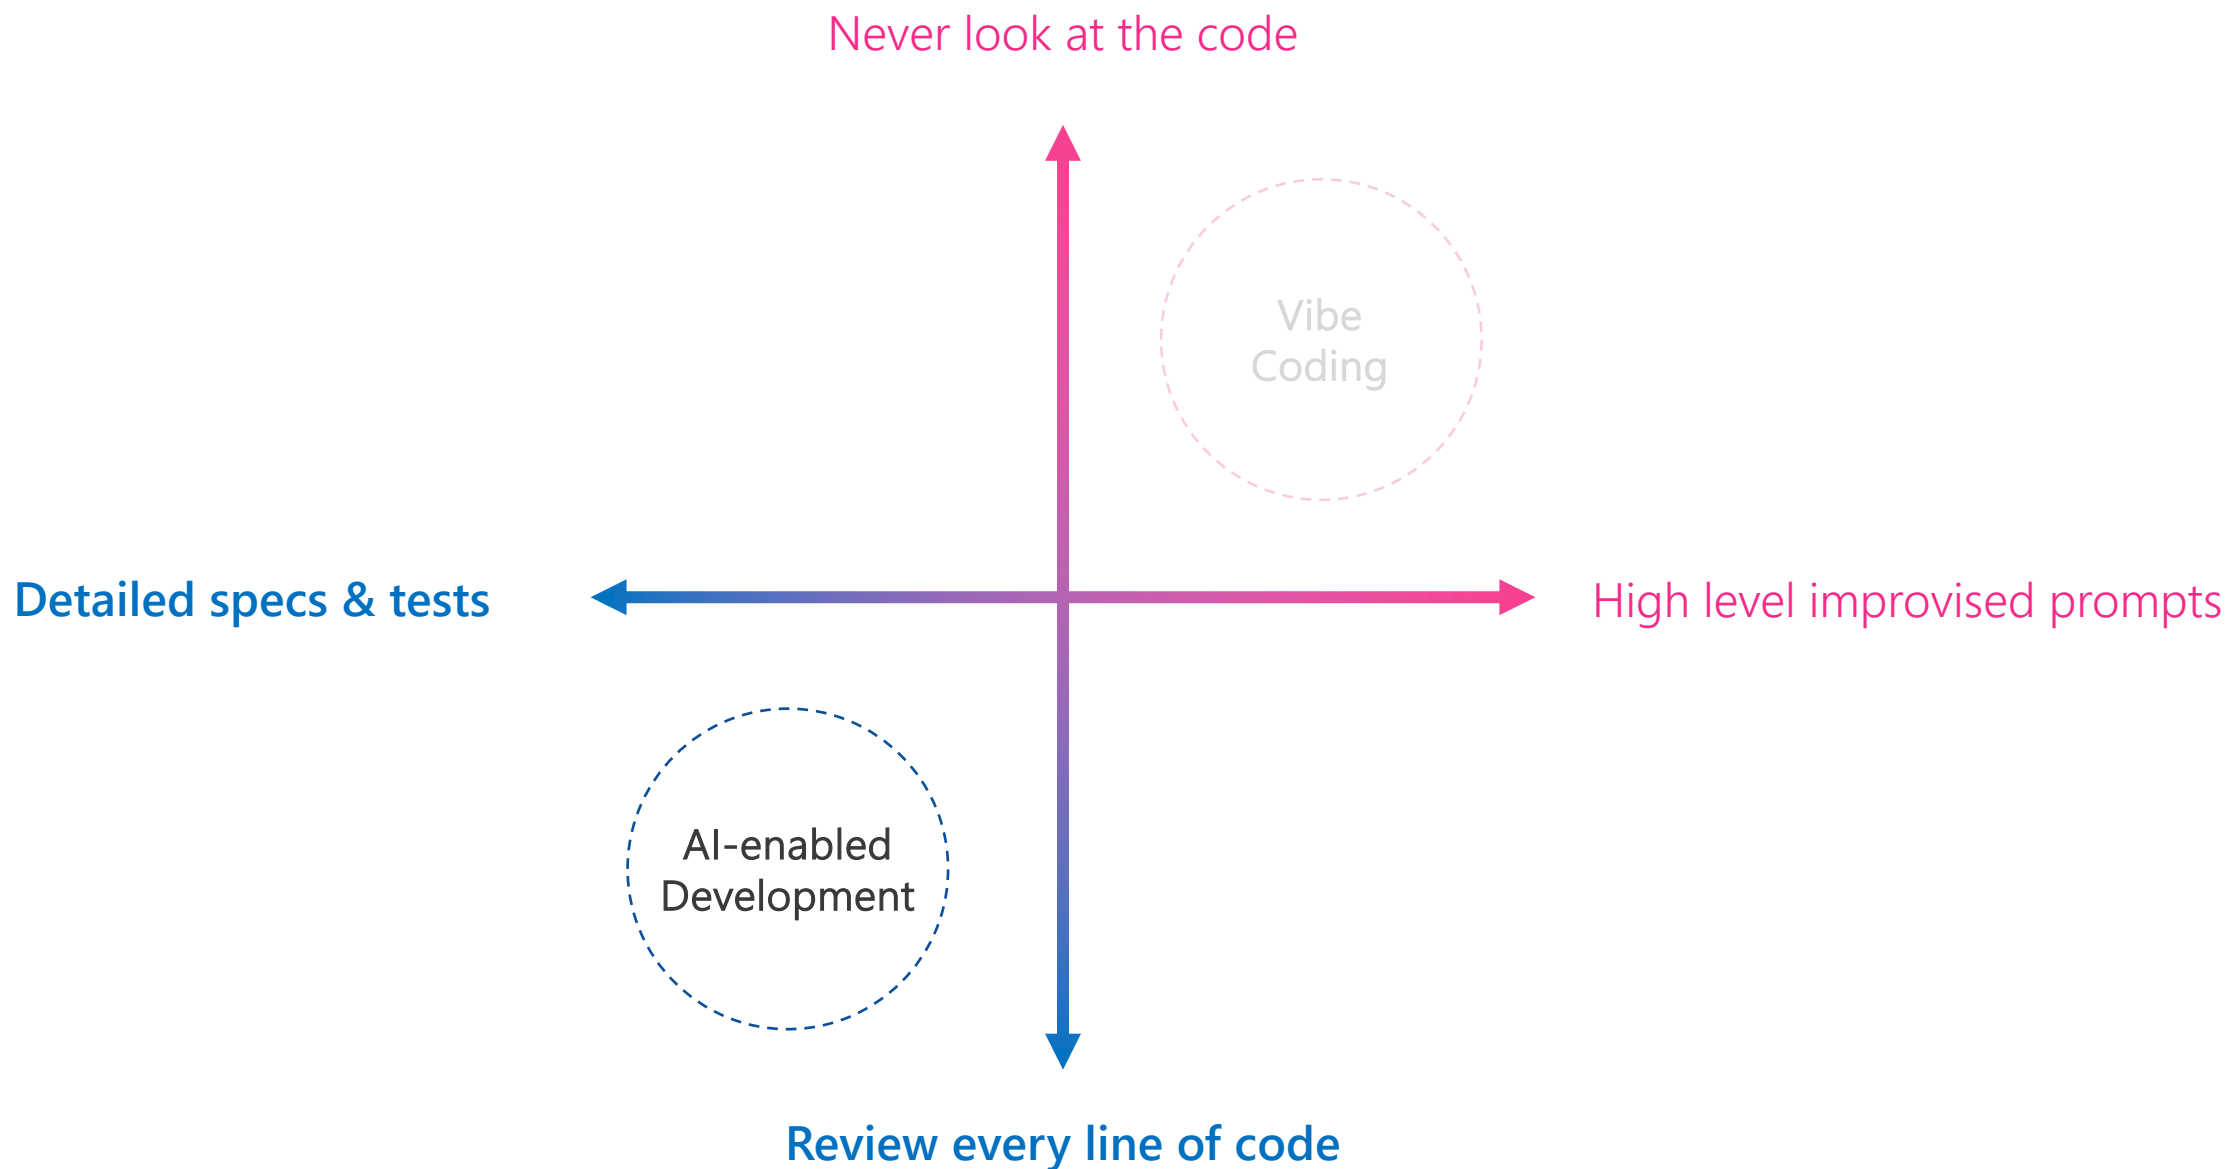 Never look at the code
Vibe
Coding
Detailed specs & tests
High level improvised prompts
AI-enabled
Development
Review every line of code